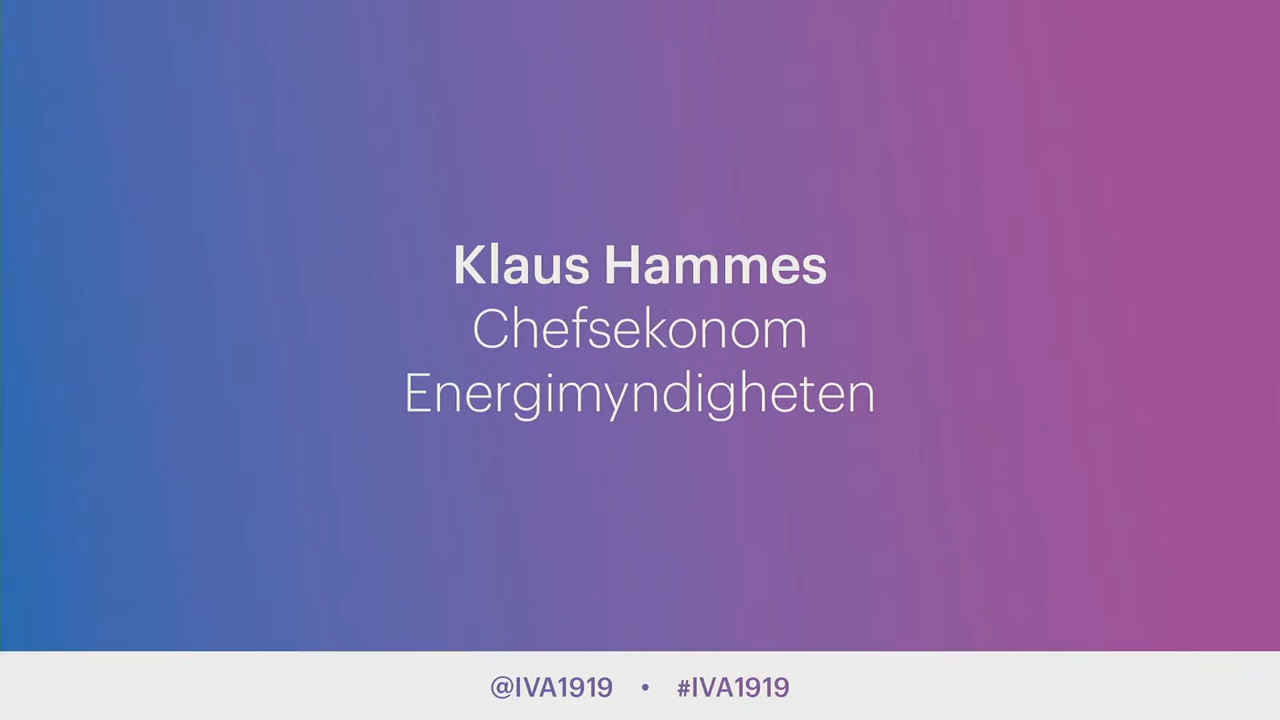 Klaus Hammes
Chefsekonom
Energimyndigheten
@IVA1919 • #IVA1919